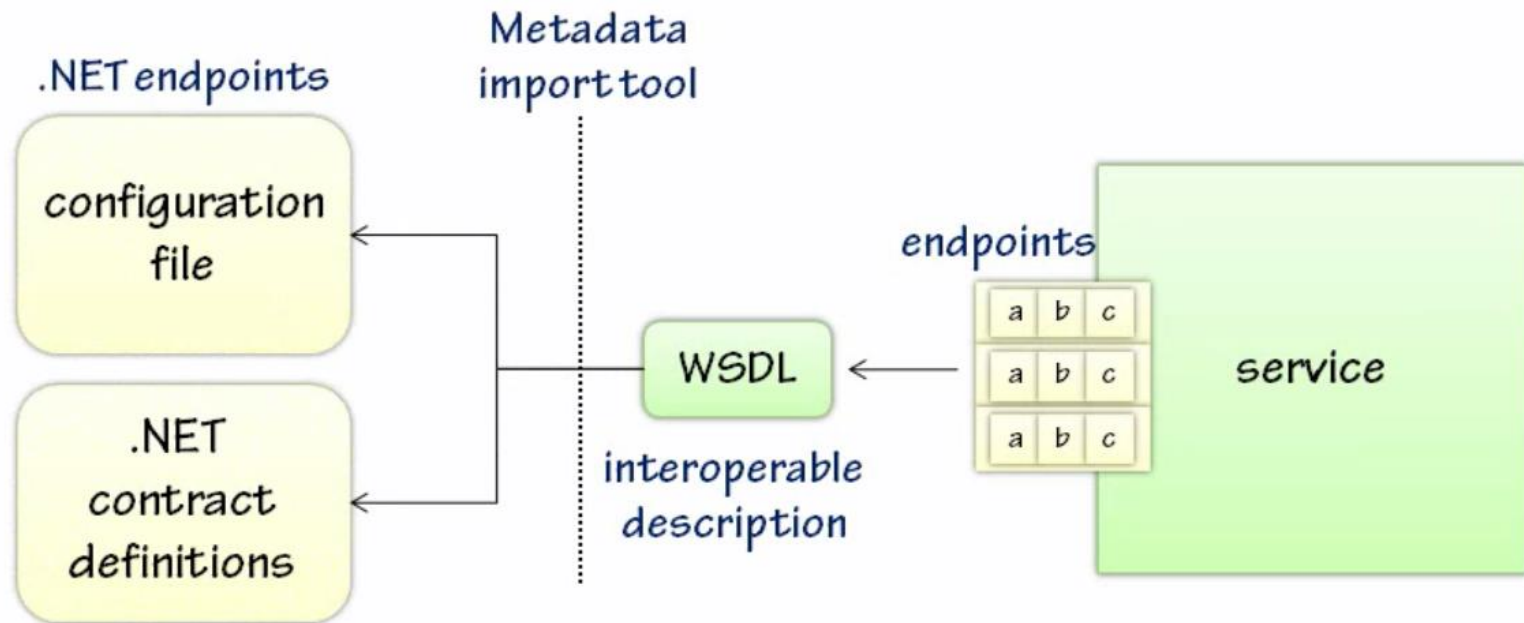 .NET endpoints
configuration
file
.NET
contract
definitions
Metadata
import tool
WSDL
interoperable
description
endpoints
a b c
a b c
a b c
service